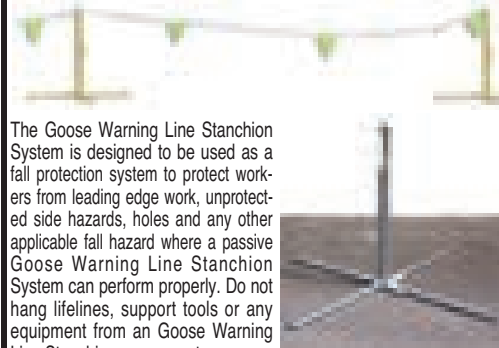 The Goose Warning Line Stanchion
System is designed to be used as a
fall protection system to protect work-
ers from leading edge work, unprotect-
ed side hazards, holes and any other
applicable fall hazard where a passive
Goose Warning Line Stanchion
System can perform properly. Do not
hang lifelines, support tools or any
equipment from an Goose Warning